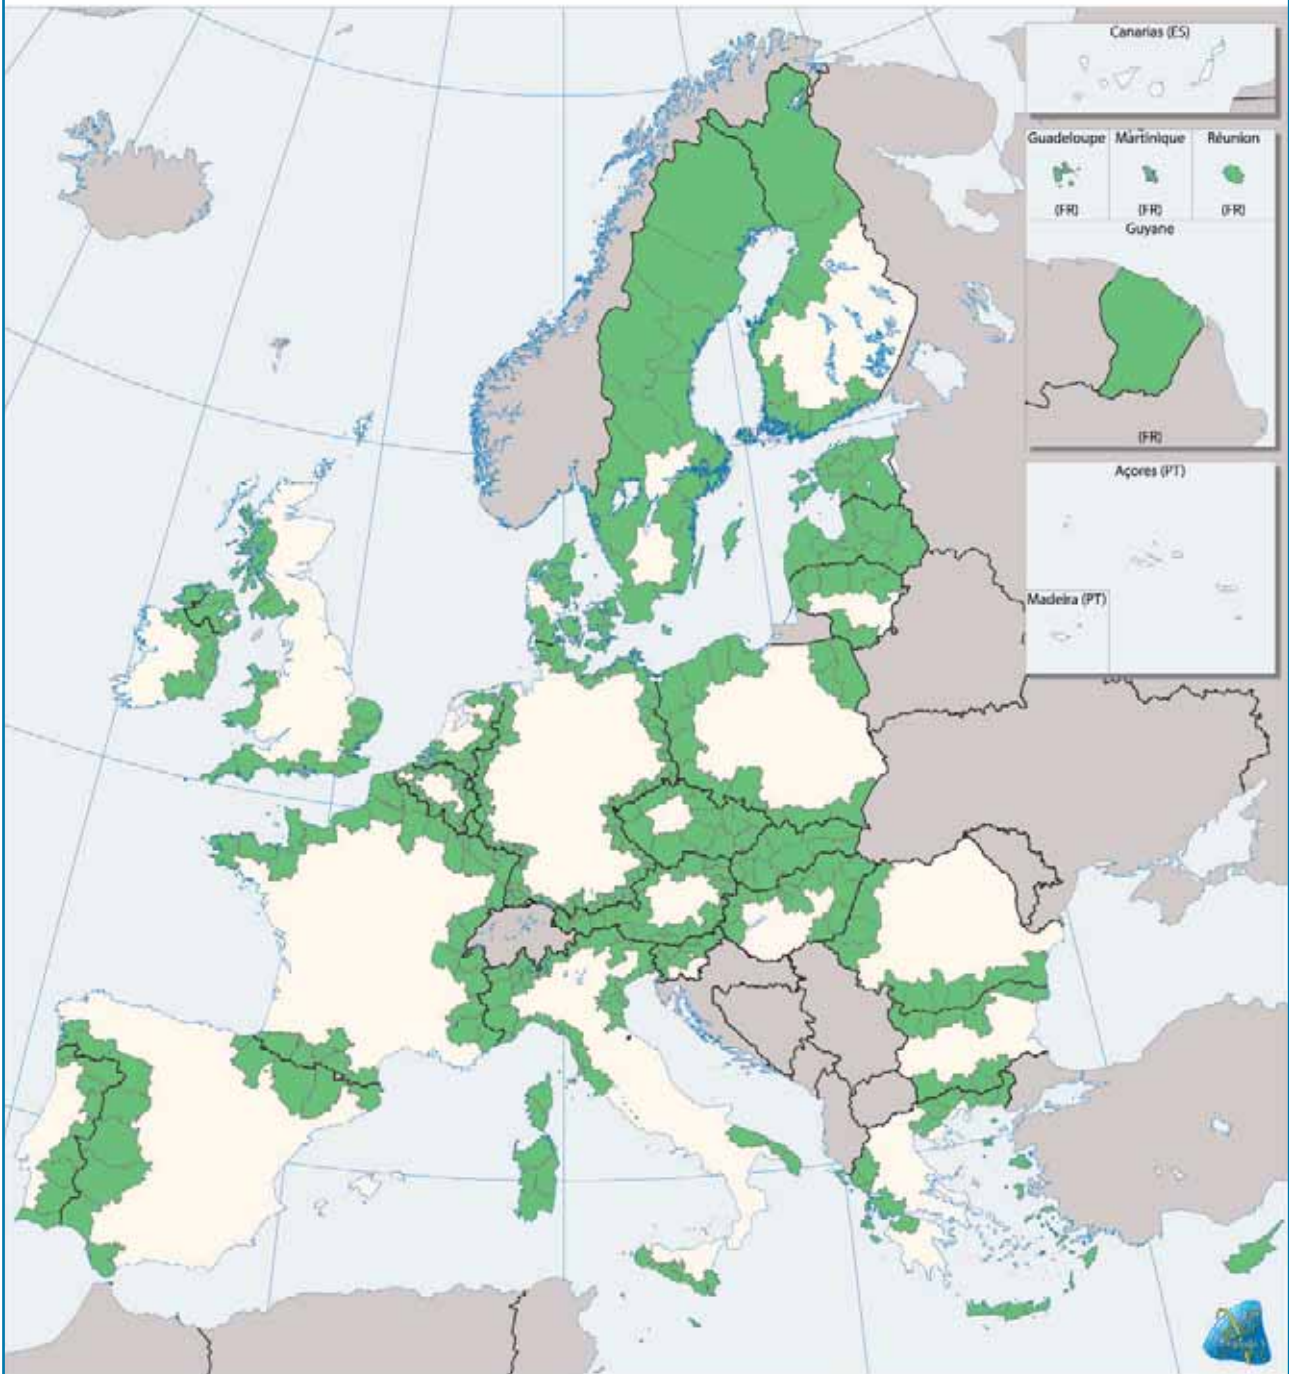 Canarias (ES)
Guadeloupe
Martinique
Réunion
(FR)
(FR)
(FR)
Guyane
(FR)
Açores (PT)
Madeira (PT)